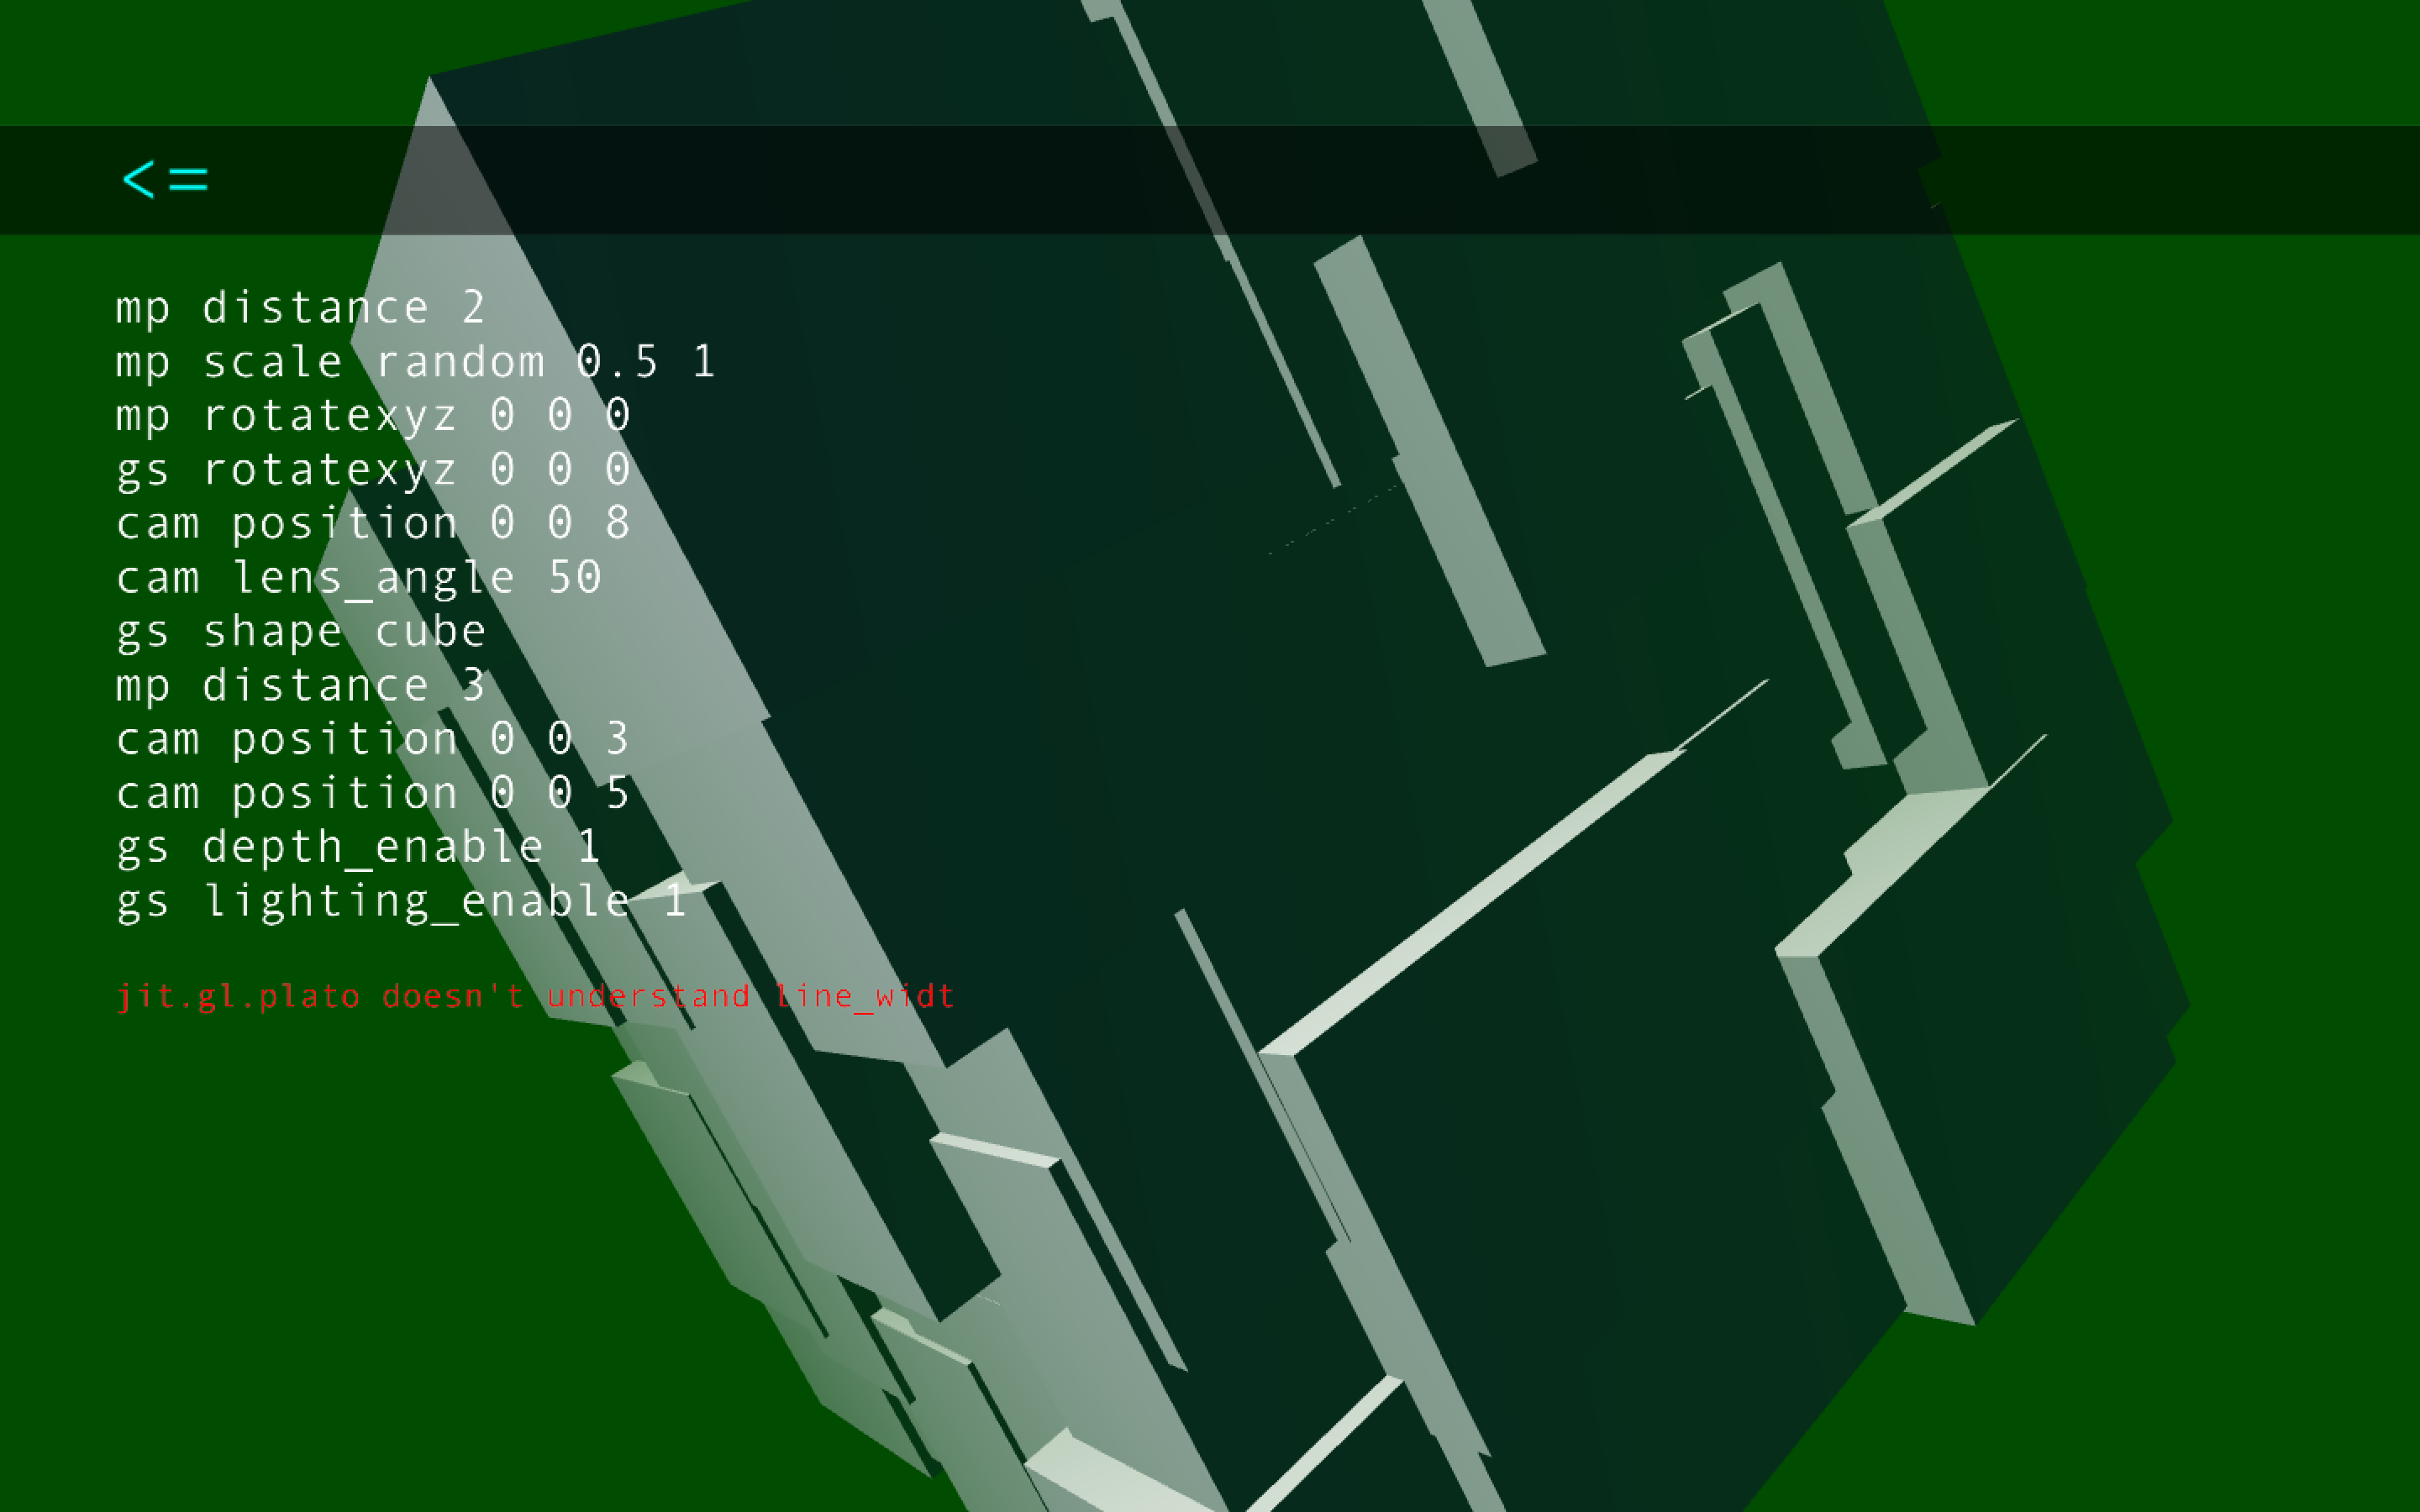 <=
mp distance 2
mp scale random 0.5 1
mp rotatexyz 0 0 0
gs rotatexyz 0 0 0
cam position 0 0 8
cam lens_angle 50
gs shape cube
mp distance 3
cam position 0 0 3
cam position 0 0 5
gs depth_enable 1
gs lighting_enable 1
jit.gl.plato doesn't understand line_widt